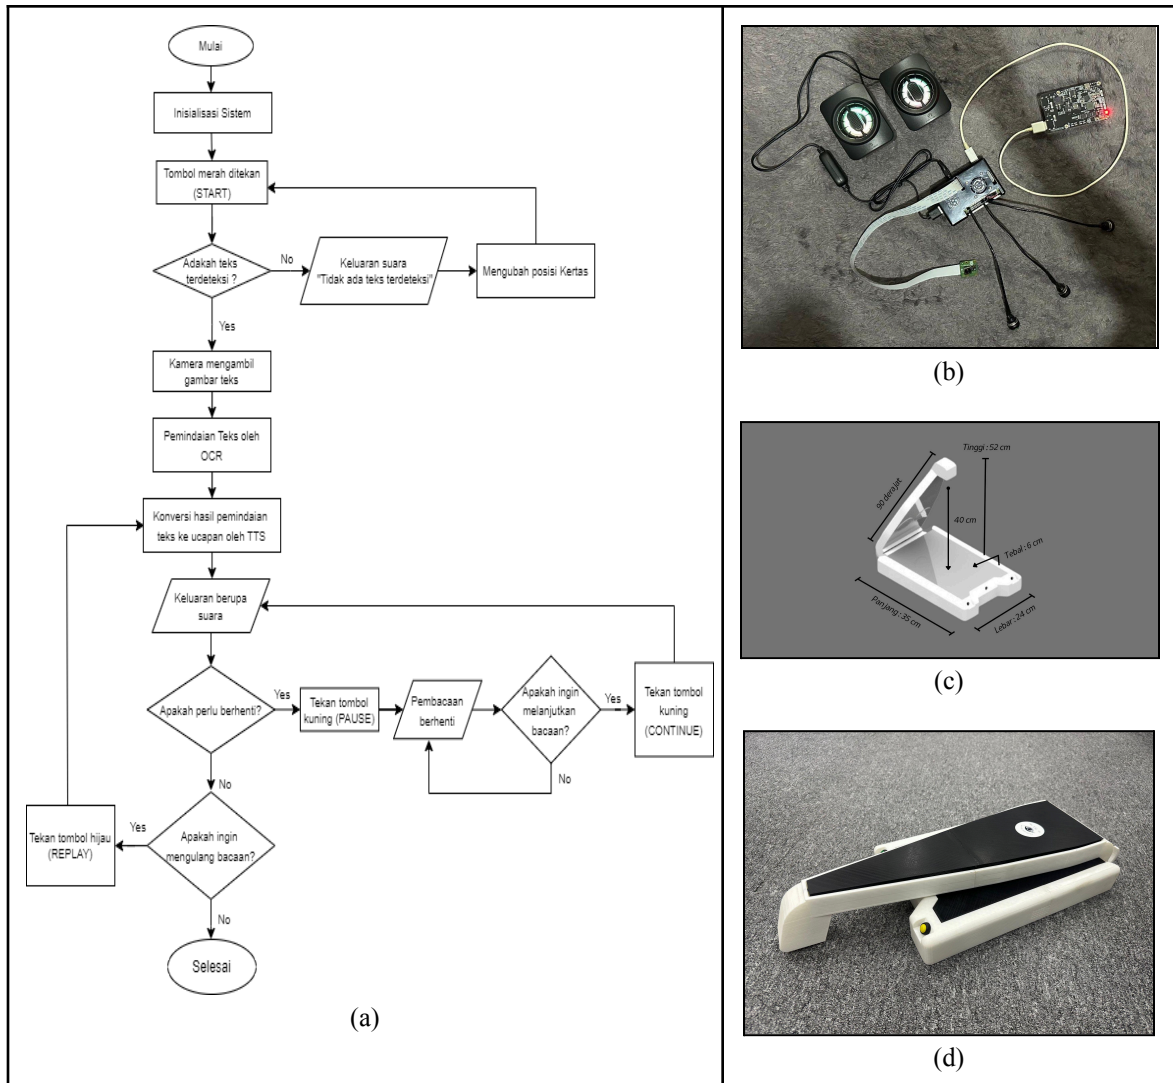 Mulai
Inisialisasi Sistem
Tombol merah ditekan
(START)
Adakah teks
terdeteksi ?
No
Keluaran suara
"Tidak ada teks terdeteksi"
Mengubah posisi Kertas
Yes
Kamera mengambil
gambar teks
Pemindaian Teks oleh
OCR
Konversi hasil pemindaian
teks ke ucapan oleh TTS
Keluaran berupa
suara
Apakah perlu berhenti?
Yes
Tekan tombol
kuning (PAUSE)
Pembacaan
berhenti
Apakah ingin
melanjutkan
bacaan?
Yes
Tekan tombol
kuning
(CONTINUE)
No
No
Apakah ingin
mengulang bacaan?
Yes
Tekan tombol hijau
(REPLAY)
No
Selesai
(a)
(b)
Tinggi : 52 cm
90 derajat
40 cm
Tebal : 6 cm
Panjang : 35 cm
Lebar : 24 cm
(c)
(d)